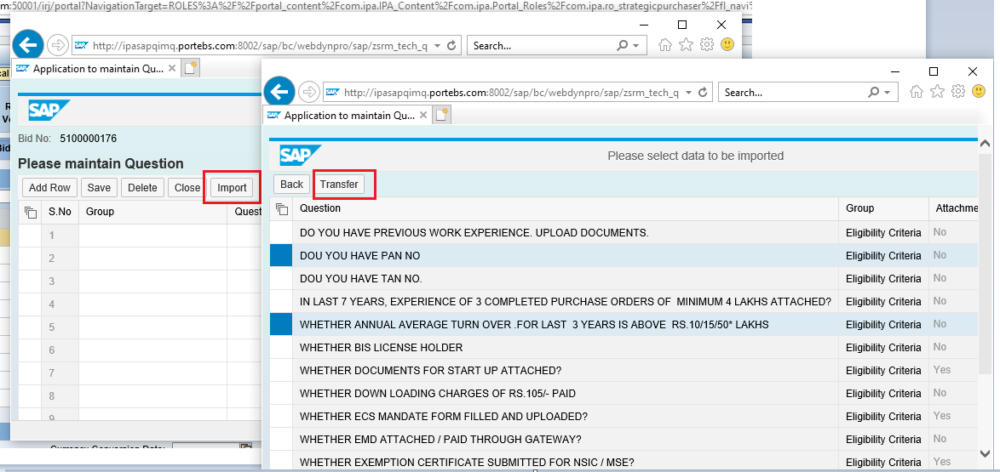 m:50001/irj/portal?NavigationTarget=ROLES%3A%2F%2Fportal_content%2Fcom.ipa.IPA_Content%2Fcom.ipa.Portal_Roles%2Fcom.ipa.ro_strategicpurchaser%2Ffl_navi
http://ipasapqimq.portebs.com:8002/sap/bc/webdynpro/sap/zsrm_tech_q
Search...
Application to maintain Qu...
SAP
Bid No: 5100000176
Please maintain Question
Add Row Save Delete Close Import
S.No Group Quest
1
2
3
4
5
6
7
8
9
Currency Conversion Date:
http://ipasapqimq.portebs.com:8002/sap/bc/webdynpro/sap/zsrm_tech_q
Search...
Application to maintain Qu...
SAP
Please select data to be imported
Back Transfer
Question Group Attachme
DO YOU HAVE PREVIOUS WORK EXPERIENCE. UPLOAD DOCUMENTS. Eligibility Criteria No
DOU YOU HAVE PAN NO Eligibility Criteria No
DOU YOU HAVE TAN NO. Eligibility Criteria No
IN LAST 7 YEARS, EXPERIENCE OF 3 COMPLETED PURCHASE ORDERS OF MINIMUM 4 LAKHS ATTACHED? Eligibility Criteria No
WHETHER ANNUAL AVERAGE TURN OVER .FOR LAST 3 YEARS IS ABOVE RS.10/15/50* LAKHS Eligibility Criteria No
WHETHER BIS LICENSE HOLDER Eligibility Criteria No
WHETHER DOCUMENTS FOR START UP ATTACHED? Eligibility Criteria Yes
WHETHER DOWN LOADING CHARGES OF RS.105/- PAID Eligibility Criteria No
WHETHER ECS MANDATE FORM FILLED AND UPLOADED? Eligibility Criteria Yes
WHETHER EMD ATTACHED / PAID THROUGH GATEWAY? Eligibility Criteria No
WHETHER EXEMPTION CERTIFICATE SUBMITTED FOR NSIC / MSE? Eligibility Criteria Yes